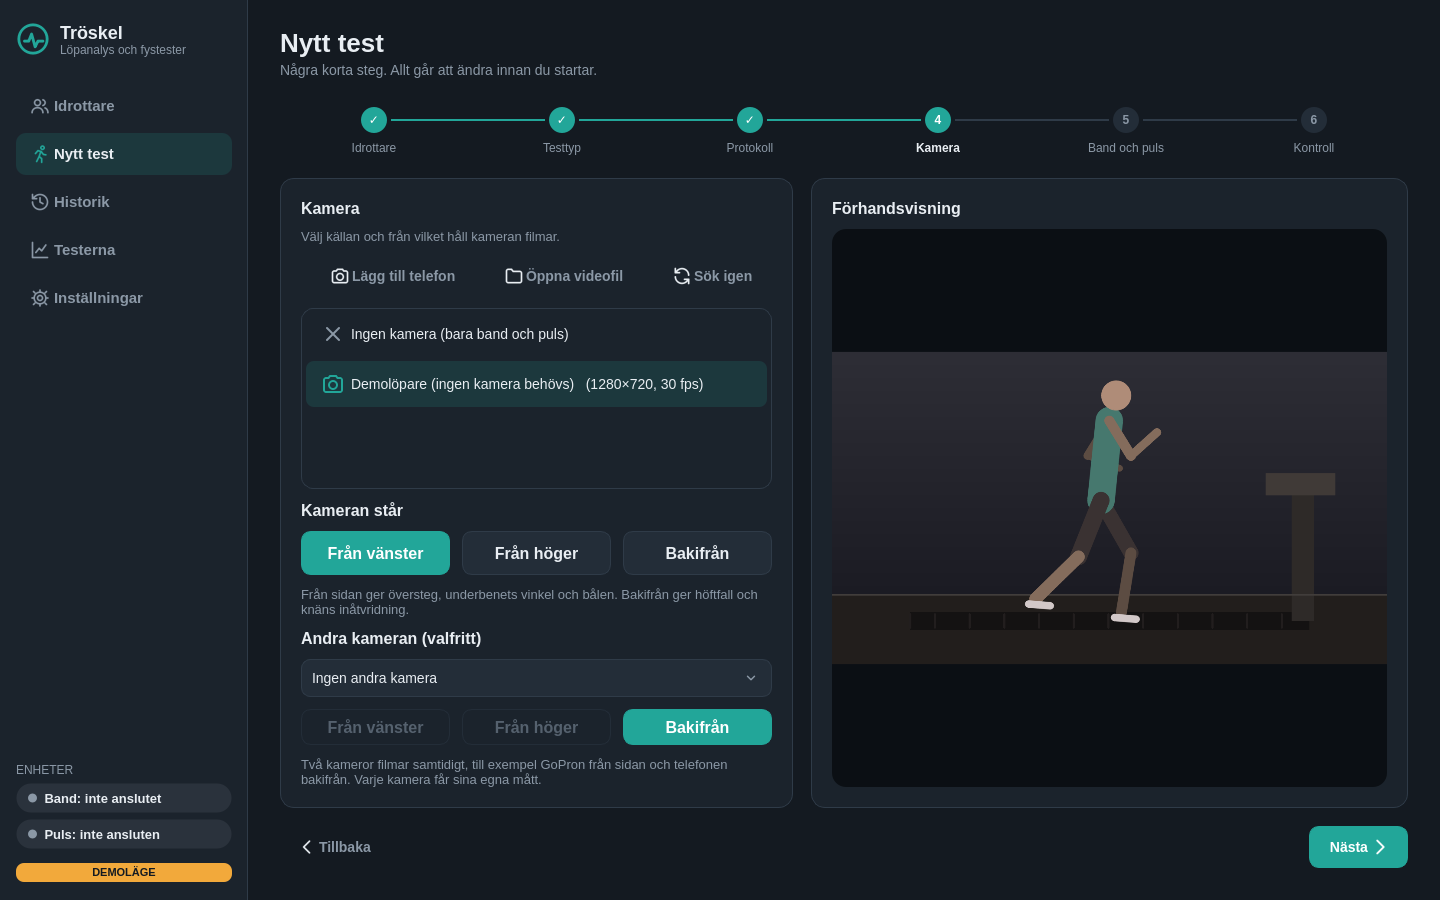 Tröskel
Löpanalys och fystester
Idrottare
Nytt test
Historik
Testerna
Inställningar
ENHETER
Band: inte anslutet
Puls: inte ansluten
DEMOLÄGE
Nytt test
Några korta steg. Allt går att ändra innan du startar.
✓ ✓ ✓ 4 5 6
Idrottare Testtyp Protokoll Kamera Band och puls Kontroll
Kamera
Välj källan och från vilket håll kameran filmar.
Lägg till telefon Öppna videofil Sök igen
Ingen kamera (bara band och puls)
Demolöpare (ingen kamera behövs) (1280×720, 30 fps)
Kameran står
Från vänster Från höger Bakifrån
Från sidan ger översteg, underbenets vinkel och bålen. Bakifrån ger höftfall och
knäns inåtvridning.
Andra kameran (valfritt)
Ingen andra kamera
Från vänster Från höger Bakifrån
Två kameror filmar samtidigt, till exempel GoPron från sidan och telefonen
bakifrån. Varje kamera får sina egna mått.
Förhandsvisning
Tillbaka
Nästa